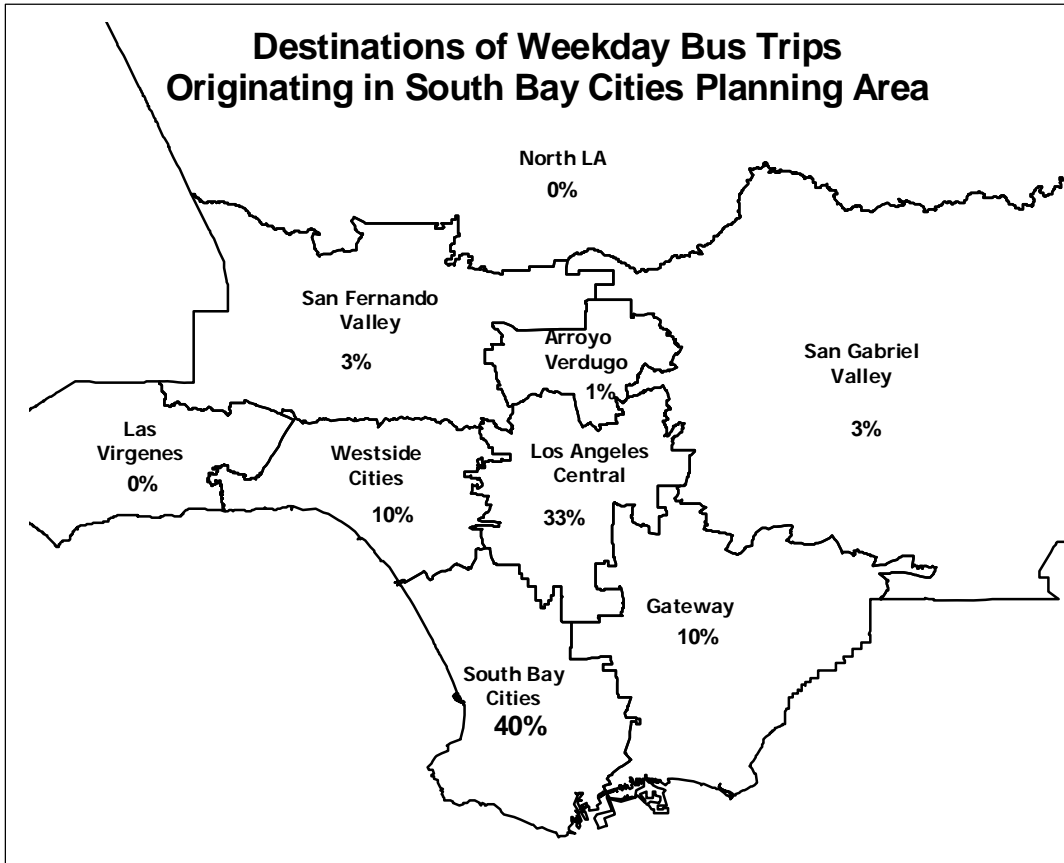 Destinations of Weekday Bus Trips
Originating in South Bay Cities Planning Area
North LA
0%
San Fernando
Valley
3%
Arroyo
Verdugo
1%
San Gabriel
Valley
3%
Las
Virgenes
0%
Westside
Cities
10%
Los Angeles
Central
33%
Gateway
10%
South Bay
Cities
40%